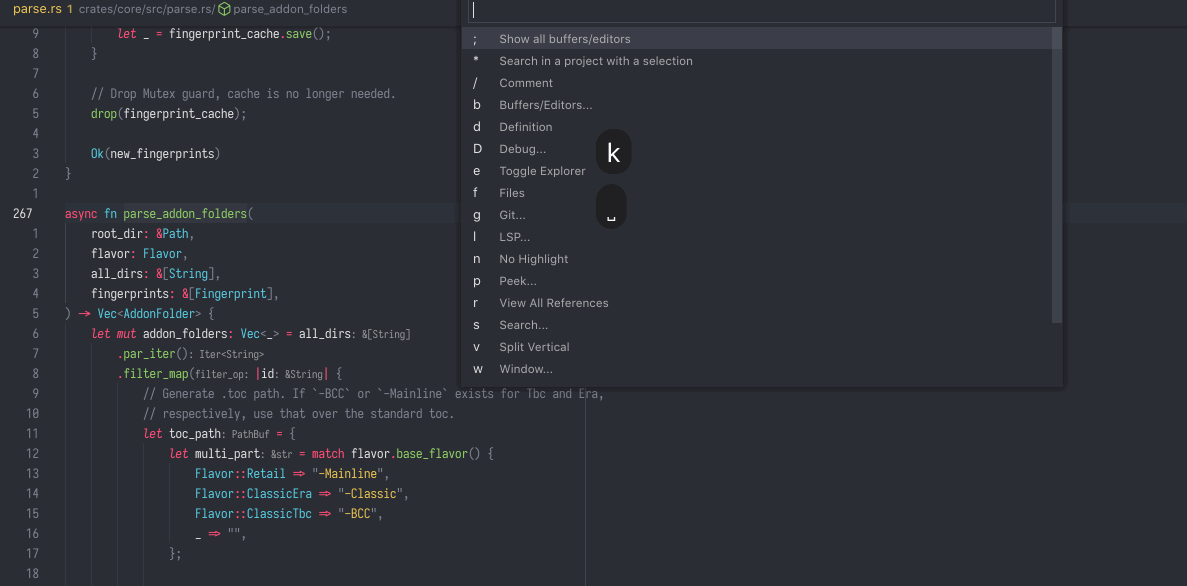 parse.rs 1 crates/core/src/parse.rs/ parse_addon_folders
9 let _ = fingerprint_cache.save();
8 }
7
6 // Drop Mutex guard, cache is no longer needed.
5 drop(fingerprint_cache);
4
3 Ok(new_fingerprints)
2 }
1
267 async fn parse_addon_folders(
1 root_dir: &Path,
2 flavor: Flavor,
3 all_dirs: &[String],
4 fingerprints: &[Fingerprint],
5 ) → Vec<AddonFolder> {
6 let mut addon_folders: Vec<_> = all_dirs: &[String]
7 .par_iter(): Iter<String>
8 .filter_map(filter_op: |id: &String| {
9 // Generate .toc path. If `-BCC` or `-Mainline` exists for Tbc and Era,
10 // respectively, use that over the standard toc.
11 let toc_path: PathBuf = {
12 let multi_part: &str = match flavor.base_flavor() {
13 Flavor::Retail ⇒ "-Mainline",
14 Flavor::ClassicEra ⇒ "-Classic",
15 Flavor::ClassicTbc ⇒ "-BCC",
16 _ ⇒ "",
17 };
18
; Show all buffers/editors
* Search in a project with a selection
/ Comment
b Buffers/Editors...
d Definition
D Debug...
e Toggle Explorer
f Files
g Git...
l LSP...
n No Highlight
p Peek...
r View All References
s Search...
v Split Vertical
w Window...
k
␣